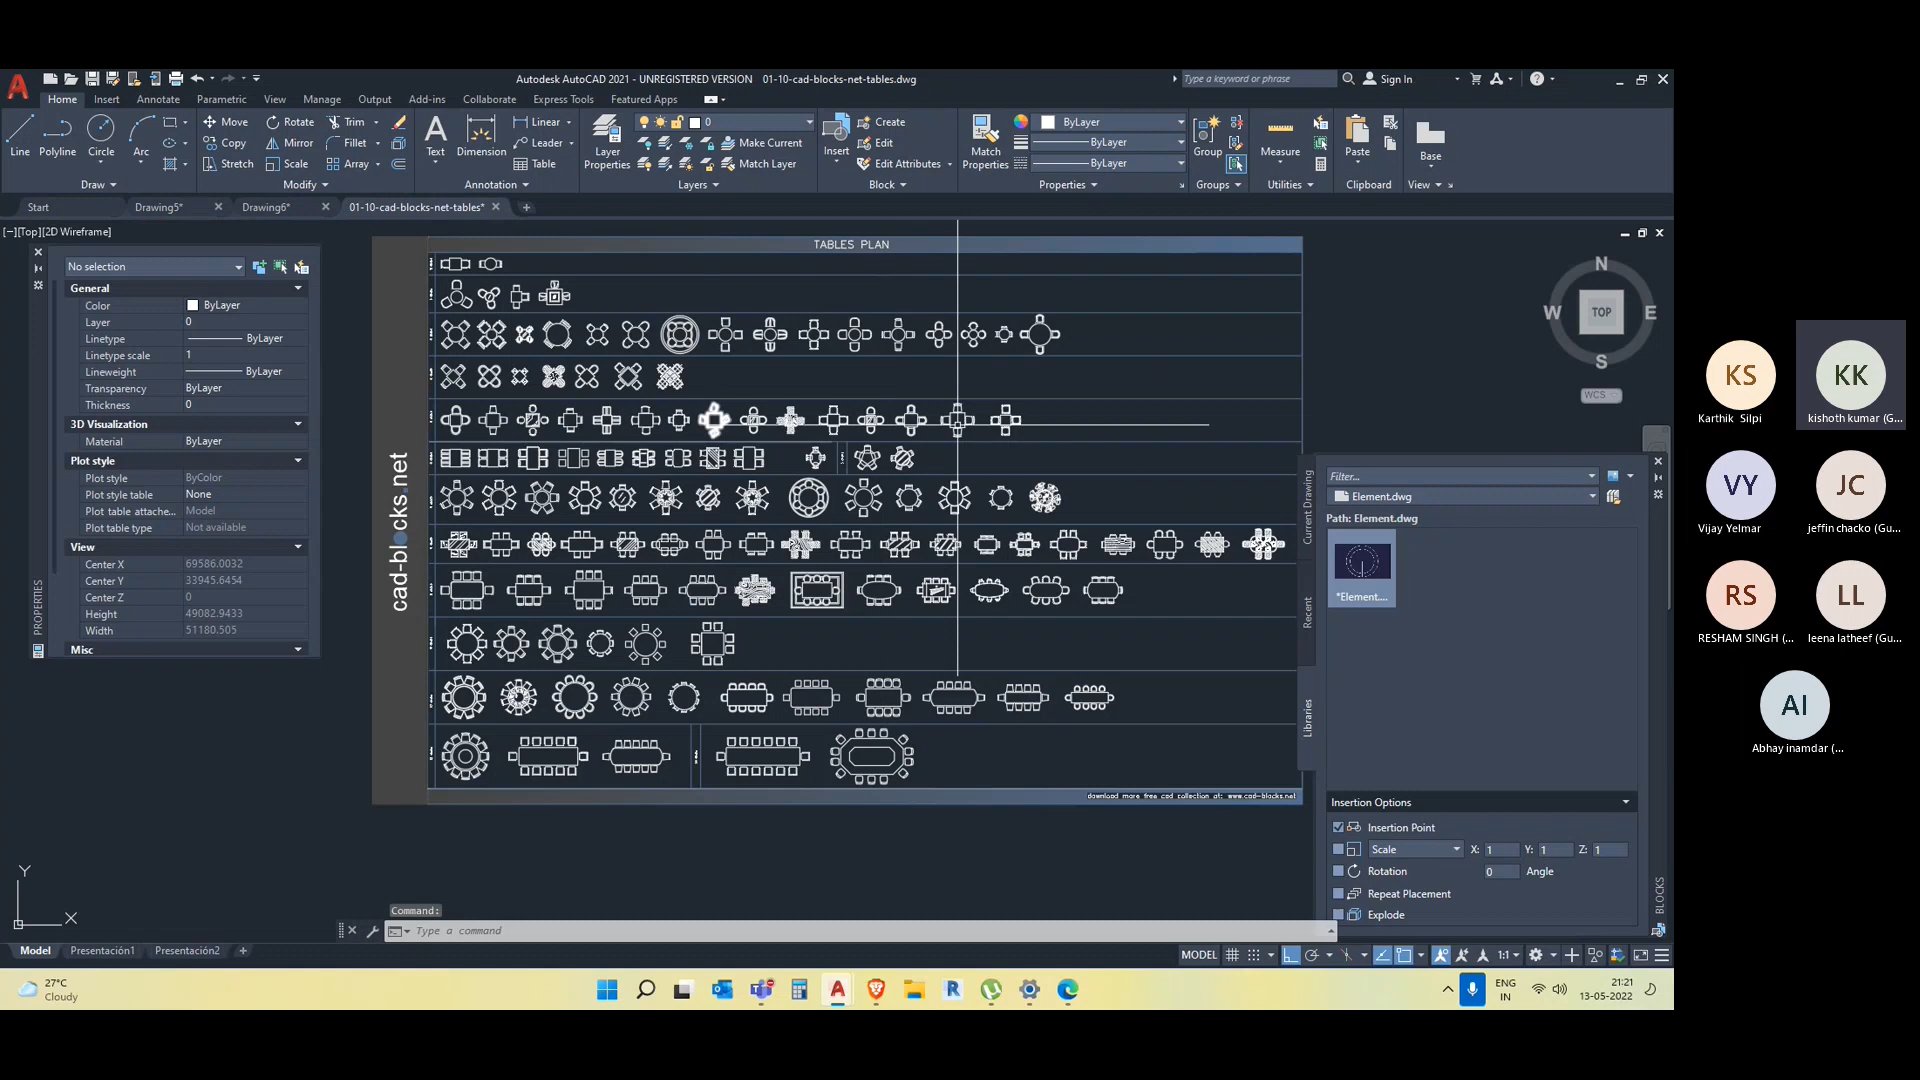 Autodesk AutoCAD 2021 - UNREGISTERED VERSION 01-10-cad-blocks-net-tables.dwg
Type a keyword or phrase
Sign In
Home Insert Annotate Parametric View Manage Output Add-ins Collaborate Express Tools Featured Apps
Line Polyline Circle Arc
Move Rotate Trim
Copy Mirror Fillet
Stretch Scale Array
Text Dimension
Linear
Leader
Table
Layer Properties
0
Make Current
Match Layer
Insert
Create
Edit
Edit Attributes
Match Properties
ByLayer
ByLayer
ByLayer
Group
Measure
Paste
Base
Draw Modify Annotation Layers Block Properties Groups Utilities Clipboard View
Start Drawing5* Drawing6* 01-10-cad-blocks-net-tables*
[−][Top][2D Wireframe]
No selection
General
Color ByLayer
Layer 0
Linetype ByLayer
Linetype scale 1
Lineweight ByLayer
Transparency ByLayer
Thickness 0
3D Visualization
Material ByLayer
Plot style
Plot style ByColor
Plot style table None
Plot table attache... Model
Plot table type Not available
View
Center X 69586.0032
Center Y 33945.6454
Center Z 0
Height 49082.9433
Width 51180.505
Misc
PROPERTIES
TABLES PLAN
cad-blocks.net
download more free cad collection at: www.cad-blocks.net
N
W TOP E
S
WCS
Filter...
Element.dwg
Path: Element.dwg
*Element....
Current Drawing
Recent
Libraries
Insertion Options
Insertion Point
Scale X: 1 Y: 1 Z: 1
Rotation 0 Angle
Repeat Placement
Explode
BLOCKS
Y
X
Command:
Type a command
Model Presentación1 Presentación2
MODEL 1:1
27°C
Cloudy
ENG
IN
21:21
13-05-2022
KS
Karthik Silpi
KK
kishoth kumar (G...
VY
Vijay Yelmar
JC
jeffin chacko (Gu...
RS
RESHAM SINGH (...
LL
leena latheef (Gu...
AI
Abhay inamdar (...